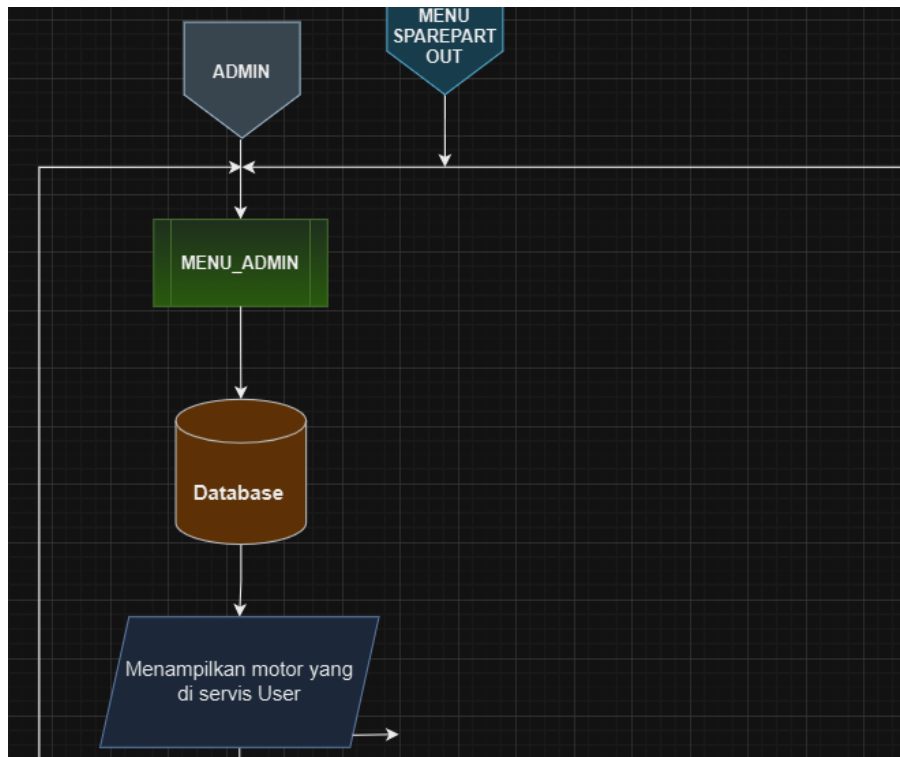 MENU
SPAREPART
OUT
ADMIN
MENU_ADMIN
Database
Menampilkan motor yang
di servis User